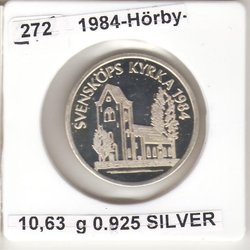 272 1984-Hörby-
SVENSKÖPS KYRKA 1984
10,63 g 0.925 SILVER